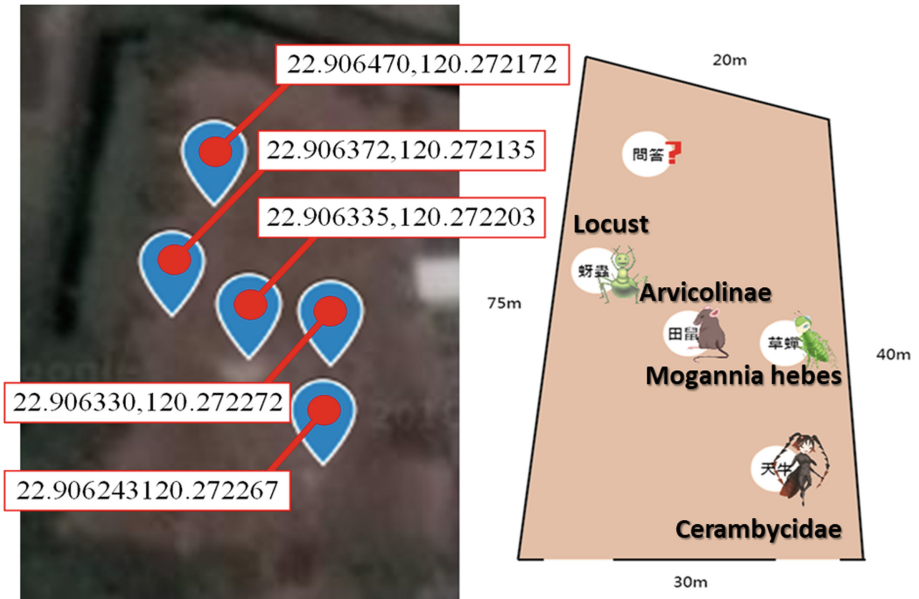 22.906470,120.272172
22.906372,120.272135
22.906335,120.272203
22.906330,120.272272
22.906243120.272267
20m
問答?
Locust
蚜蟲
75m
Arvicolinae
田鼠
草蟬
40m
Mogannia hebes
天牛
Cerambycidae
30m